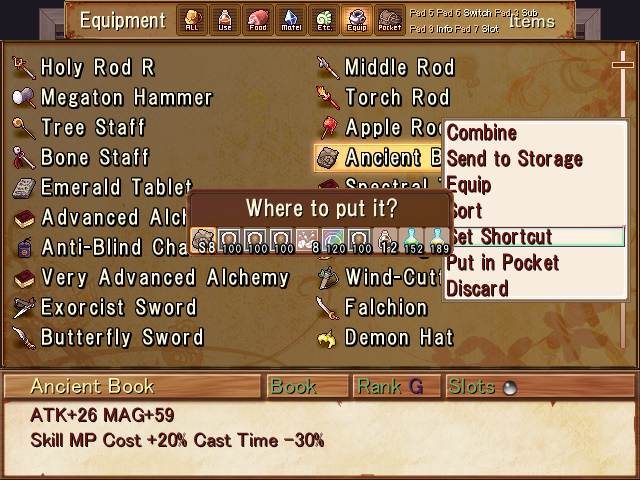 Equipment
ALL Use Food Matel Etc. Equip Pocket
Pad 5 Pad 6 Switch Pad 3 Sub
Pad 9 Info Pad 7 Slot
Items
Holy Rod R
Middle Rod
Megaton Hammer
Torch Rod
Tree Staff
Apple Rod
Bone Staff
Ancient B
Emerald Tablet
Spectral
Advanced Alch
Anti-Blind Cha
Very Advanced Alchemy
Wind-Cutt
Exorcist Sword
Falchion
Butterfly Sword
Demon Hat
Combine
Send to Storage
Equip
Sort
Set Shortcut
Put in Pocket
Discard
Where to put it?
S.8 100 100 100 8 120 100 12 152 189
Ancient Book
Book
Rank G
Slots
ATK+26 MAG+59
Skill MP Cost +20% Cast Time -30%